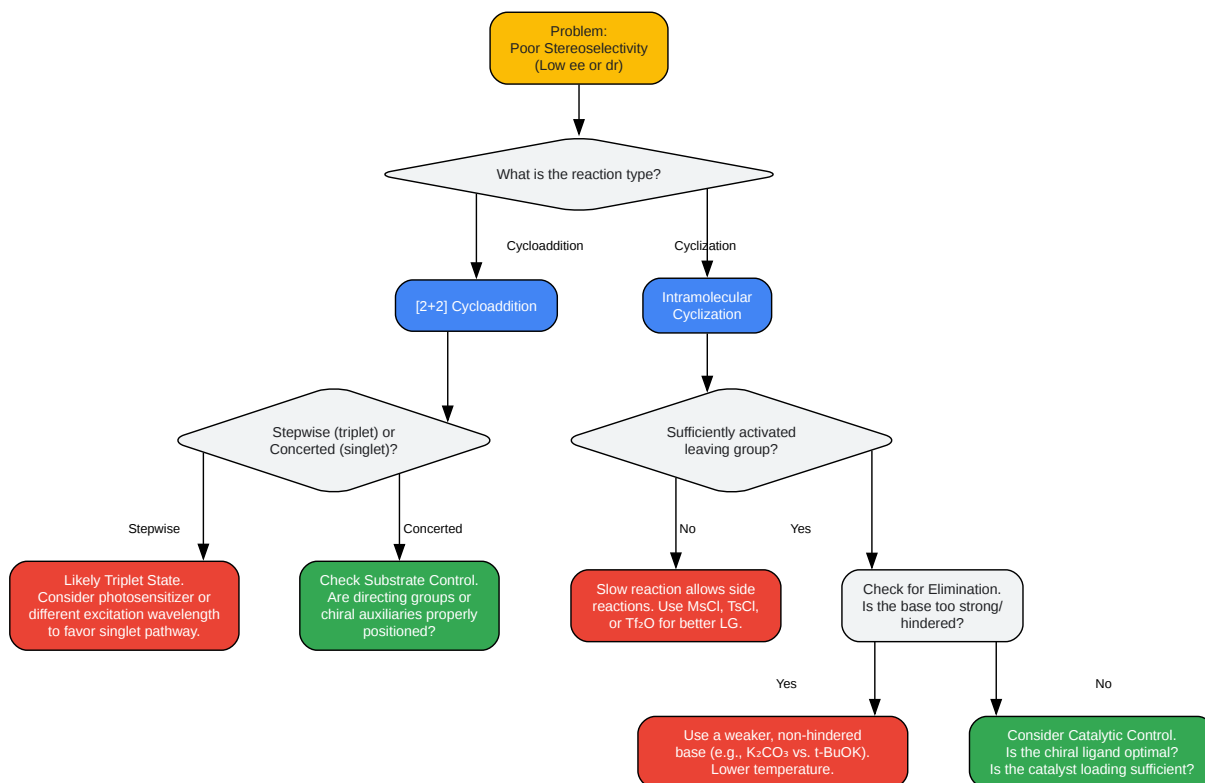 Problem:
Poor Stereoselectivity
(Low ee or dr)
What is the reaction type?
Cycloaddition
Cyclization
[2+2] Cycloaddition
Intramolecular
Cyclization
Stepwise (triplet) or
Concerted (singlet)?
Sufficiently activated
leaving group?
Stepwise
Concerted
No
Yes
Likely Triplet State.
Consider photosensitizer or
different excitation wavelength
to favor singlet pathway.
Check Substrate Control.
Are directing groups or
chiral auxiliaries properly
positioned?
Slow reaction allows side
reactions. Use MsCl, TsCl,
or Tf₂O for better LG.
Check for Elimination.
Is the base too strong/
hindered?
Yes
No
Use a weaker, non-hindered
base (e.g., K₂CO₃ vs. t-BuOK).
Lower temperature.
Consider Catalytic Control.
Is the chiral ligand optimal?
Is the catalyst loading sufficient?